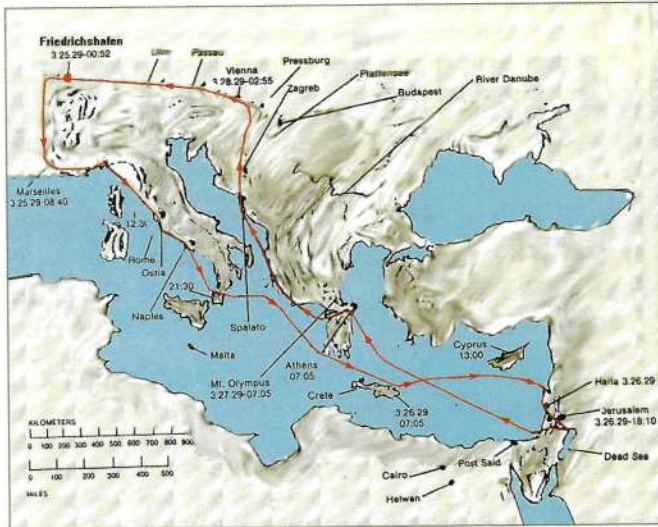 Friedrichshafen
3.25.29-00:52
Ulm
Passau
Vienna
3.28.29-02:55
Pressburg
Zagreb
Plattensee
Budapest
River Danube
Marseilles
3.25.29-08:40
12:31
Rome
Ostia
21:30
Naples
Spalato
Malta
Mt. Olympus
3.27.29-07:05
Athens
07:05
Crete
3.26.29
07:05
Cyprus
13:00
Haifa 3.26.29
Jerusalem
3.26.29-18:10
Dead Sea
Post Said
Cairo
Helwan
KILOMETERS
0 100 200 300 400 500 600 700 800 900
0 100 200 300 400 500
MILES